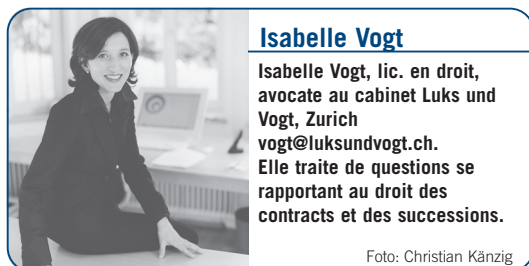 Isabelle Vogt
Isabelle Vogt, lic. en droit,
avocate au cabinet Luks und
Vogt, Zurich
vogt@luksundvogt.ch.
Elle traite de questions se
rapportant au droit des
contracts et des successions.
Foto: Christian Känzig